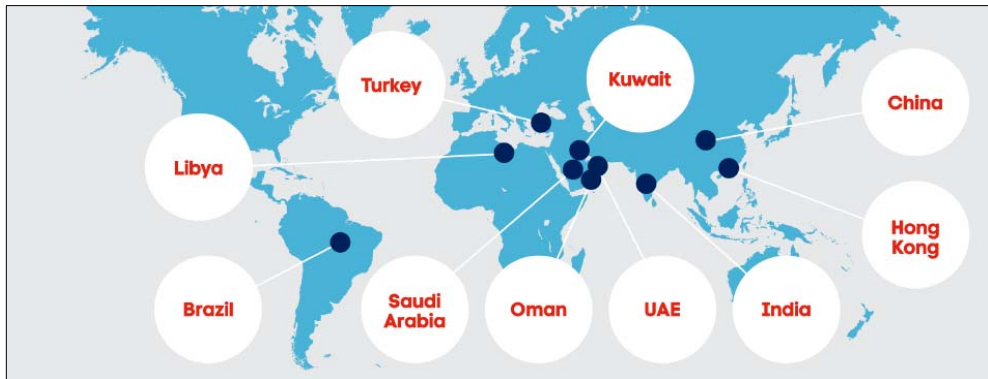 Turkey
Kuwait
China
Libya
Hong
Kong
Brazil
Saudi
Arabia
Oman
UAE
India